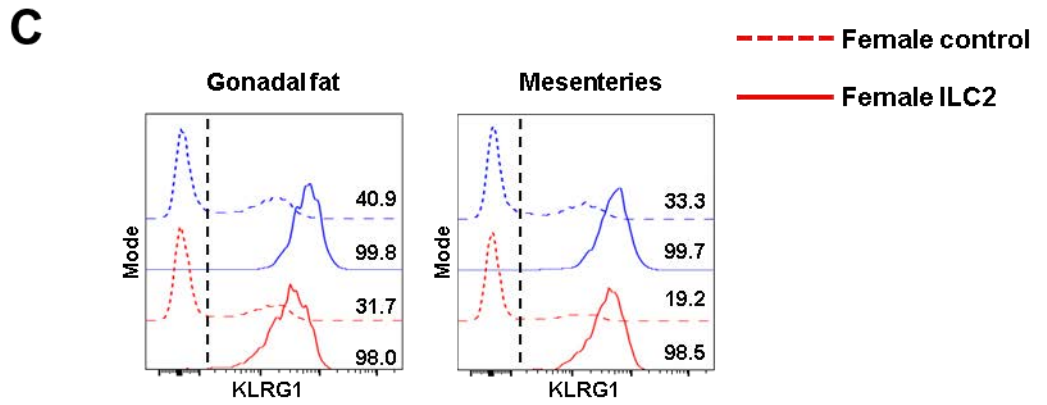 C
Female control
Female ILC2
Gonadal fat
Mesenteries
Mode
40.9
99.8
31.7
98.0
KLRG1
Mode
33.3
99.7
19.2
98.5
KLRG1